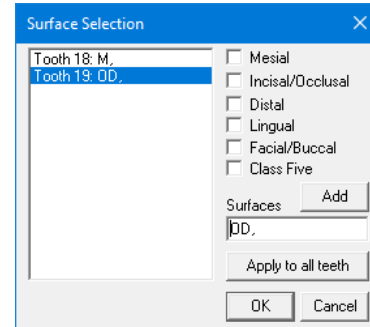 Surface Selection
Tooth 18: M,
Tooth 19: OD,
Mesial
Incisal/Occlusal
Distal
Lingual
Facial/Buccal
Class Five
Surfaces
Add
OD,
Apply to all teeth
OK
Cancel